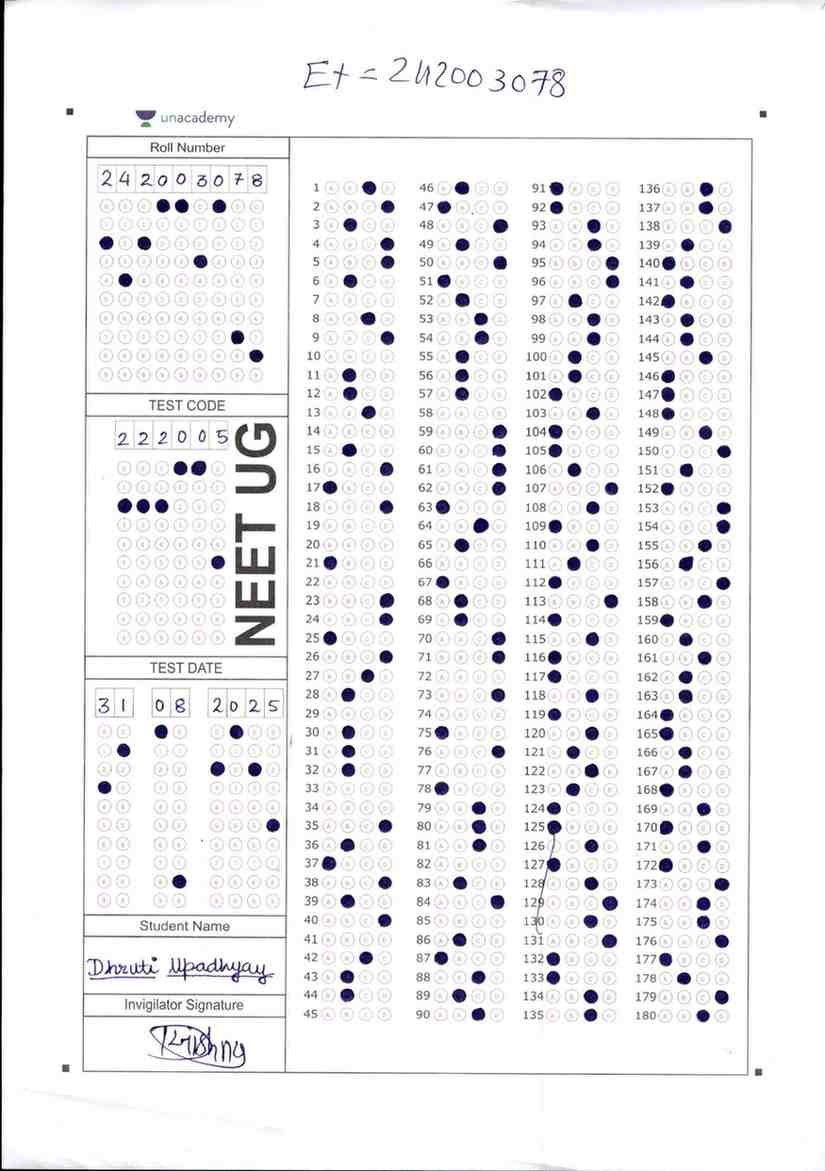 Et = 242003078
unacademy
Roll Number
2 4 2 0 0 3 0 7 8
TEST CODE
2 2 2 0 0 5
NEET UG
TEST DATE
3 1 0 8 2 0 2 5
Student Name
Dhruti Upadhyay
Invigilator Signature
Krishna
1 46 91 136
2 47 92 137
3 48 93 138
4 49 94 139
5 50 95 140
6 51 96 141
7 52 97 142
8 53 98 143
9 54 99 144
10 55 100 145
11 56 101 146
12 57 102 147
13 58 103 148
14 59 104 149
15 60 105 150
16 61 106 151
17 62 107 152
18 63 108 153
19 64 109 154
20 65 110 155
21 66 111 156
22 67 112 157
23 68 113 158
24 69 114 159
25 70 115 160
26 71 116 161
27 72 117 162
28 73 118 163
29 74 119 164
30 75 120 165
31 76 121 166
32 77 122 167
33 78 123 168
34 79 124 169
35 80 125 170
36 81 126 171
37 82 127 172
38 83 128 173
39 84 129 174
40 85 130 175
41 86 131 176
42 87 132 177
43 88 133 178
44 89 134 179
45 90 135 180